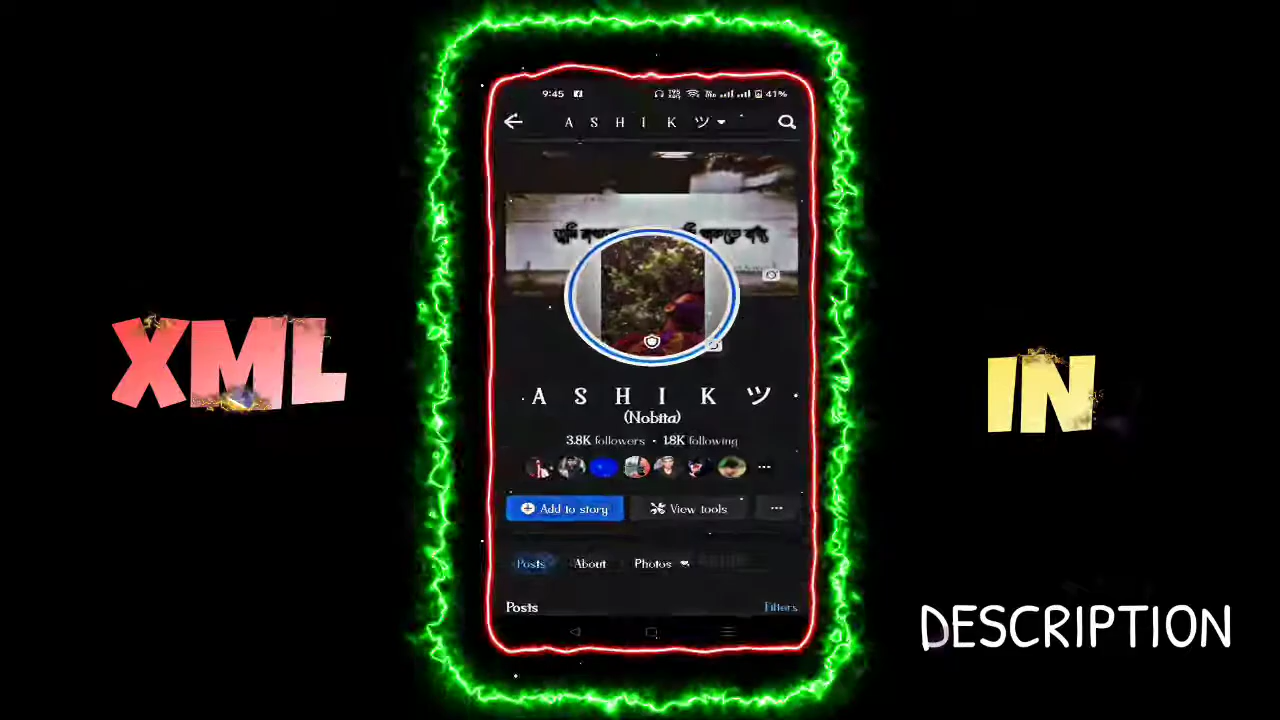 9:45
41%
A S H I K ツ
A S H I K ツ
(Nobita)
3.8K followers • 1.8K following
Add to story
View tools
Posts
About
Photos
Posts
Filters
XML
IN
DESCRIPTION